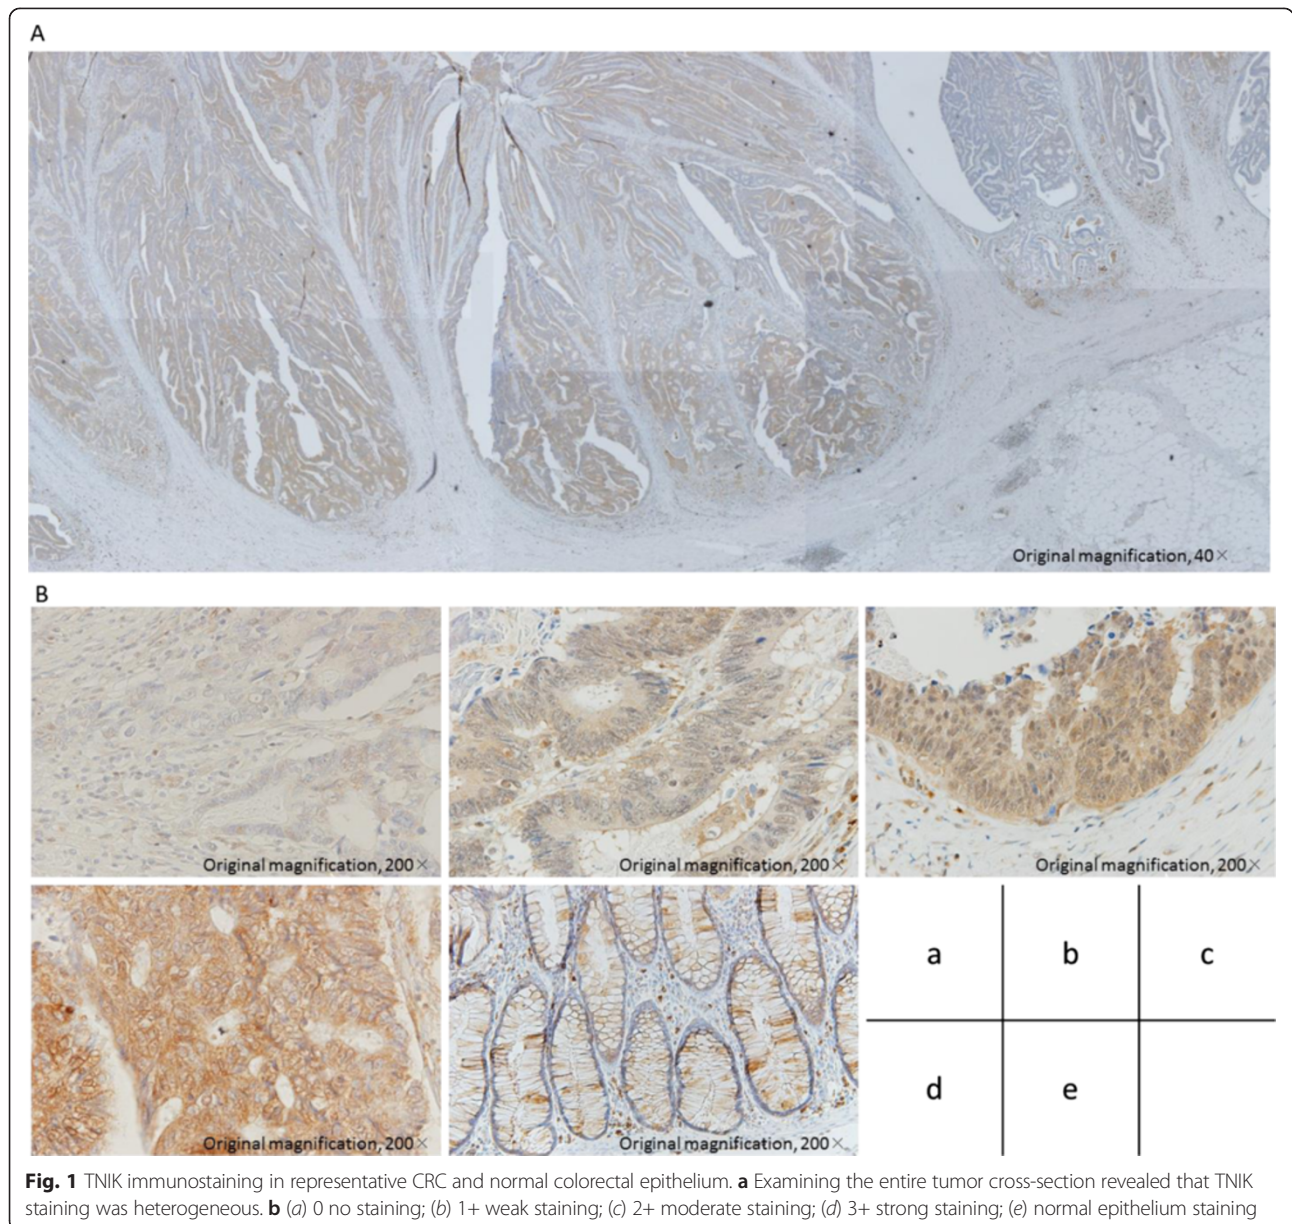 A
Original magnification, 40×
B
Original magnification, 200×
Original magnification, 200×
Original magnification, 200×
Original magnification, 200×
Original magnification, 200×
a b c
d e
Fig. 1 TNIK immunostaining in representative CRC and normal colorectal epithelium. a Examining the entire tumor cross-section revealed that TNIK
staining was heterogeneous. b (a) 0 no staining; (b) 1+ weak staining; (c) 2+ moderate staining; (d) 3+ strong staining; (e) normal epithelium staining